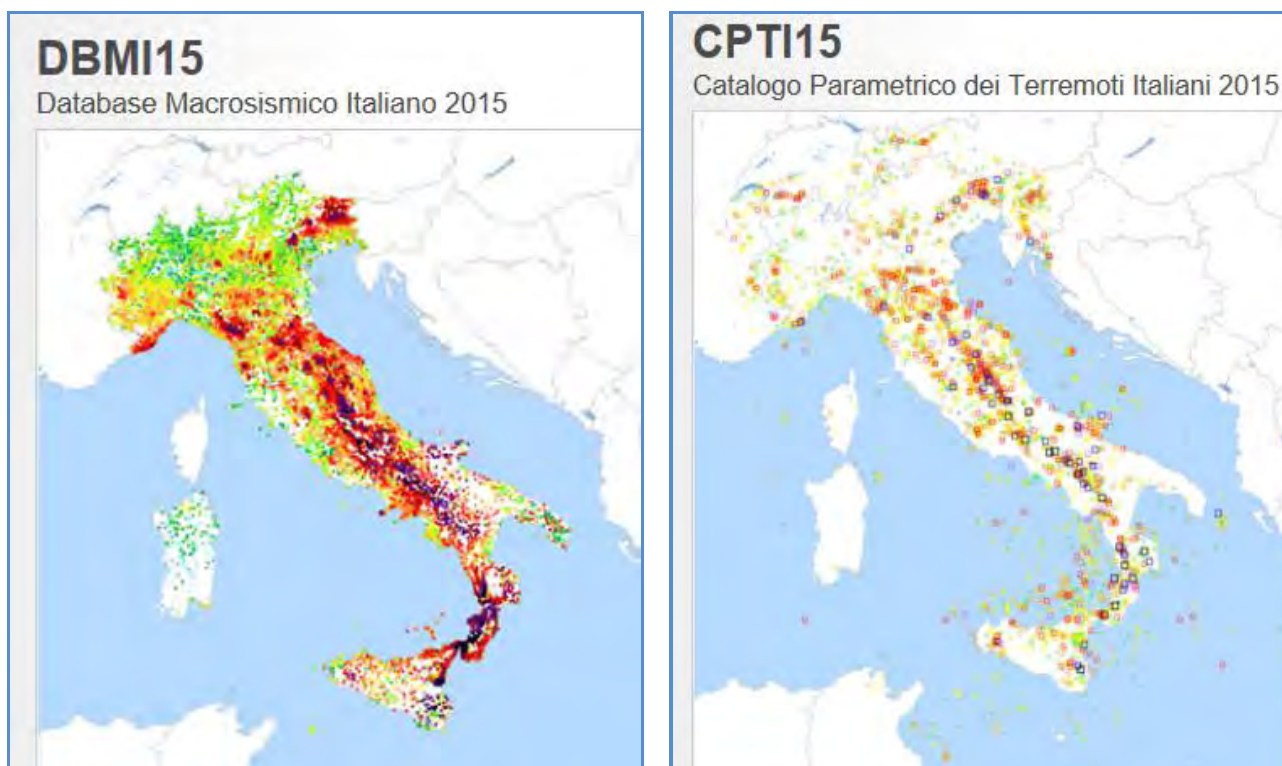 DBMI15
Database Macrosismico Italiano 2015
CPTI15
Catalogo Parametrico dei Terremoti Italiani 2015